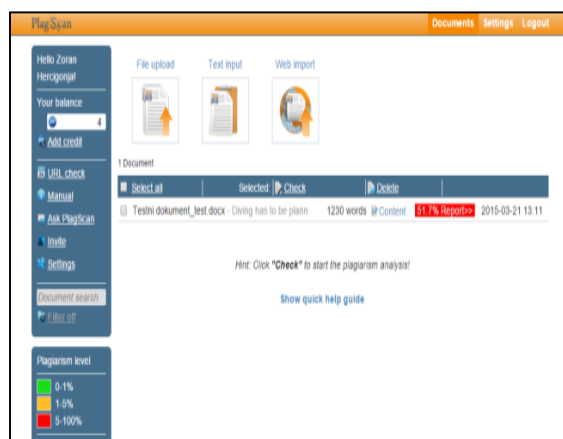 PlagScan
Documents Settings Logout
Hello Zoran
Hercigonja!
Your balance
4
Add credit
URL check
Manual
Ask PlagScan
Invite
Settings
Document search
Filter off
Plagiarism level
0-1%
1-5%
5-100%
File upload Text input Web import
1 Document
Select all Selected: Check Delete
Testni dokument_test.docx - Diving has to be plann 1230 words Content 51.7% Report>> 2015-03-21 13:11
Hint: Click "Check" to start the plagiarism analysis!
Show quick help guide